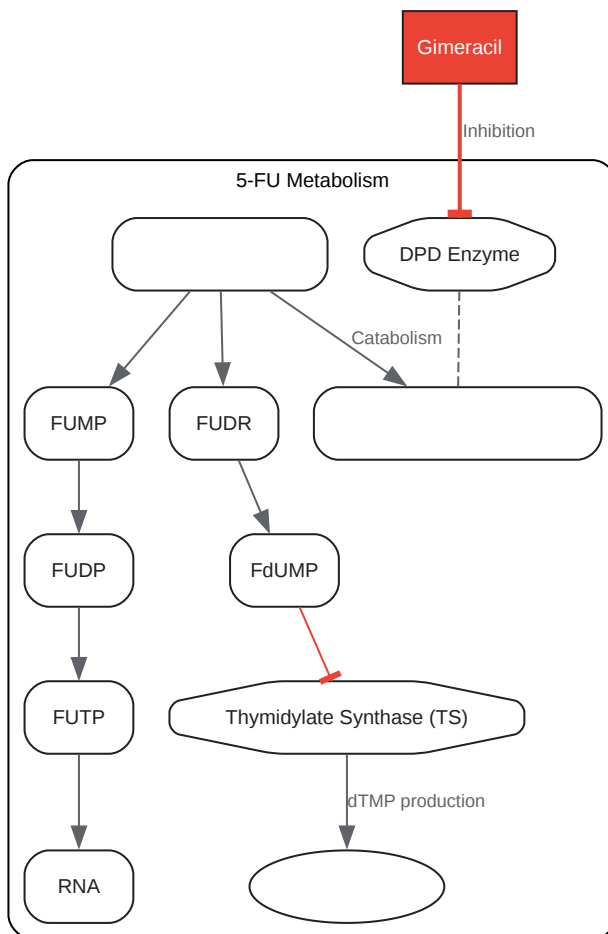 Gimeracil
Inhibition
5-FU Metabolism
DPD Enzyme
Catabolism
FUMP
FUDR
FUDP
FdUMP
FUTP
Thymidylate Synthase (TS)
dTMP production
RNA